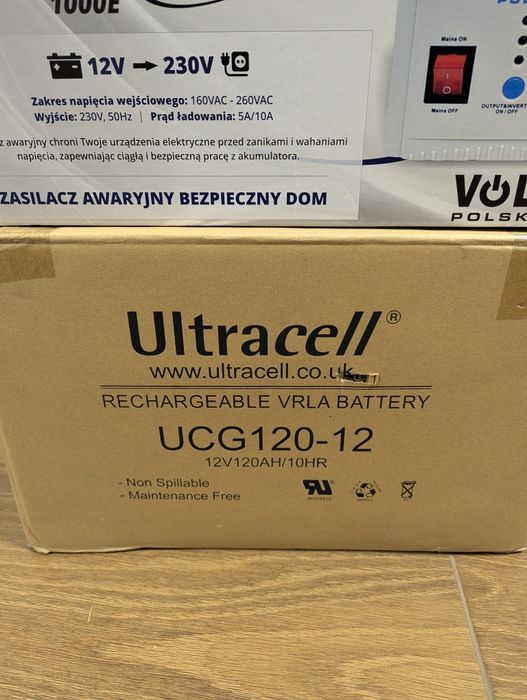 1000E
12V → 230V
Mains ON
Mains OFF
Zakres napięcia wejściowego: 160VAC - 260VAC
Wyjście: 230V, 50Hz | Prąd ładowania: 5A/10A
OUTPUT&INVERT
ON / OFF
z awaryjny chroni Twoje urządzenia elektryczne przed zanikami i wahaniami
napięcia, zapewniając ciągłą i bezpieczną pracę z akumulatora.
ZASILACZ AWARYJNY BEZPIECZNY DOM
VOL
POLSK
Ultracell®
www.ultracell.co.uk
RECHARGEABLE VRLA BATTERY
UCG120-12
12V120AH/10HR
- Non Spillable
- Maintenance Free